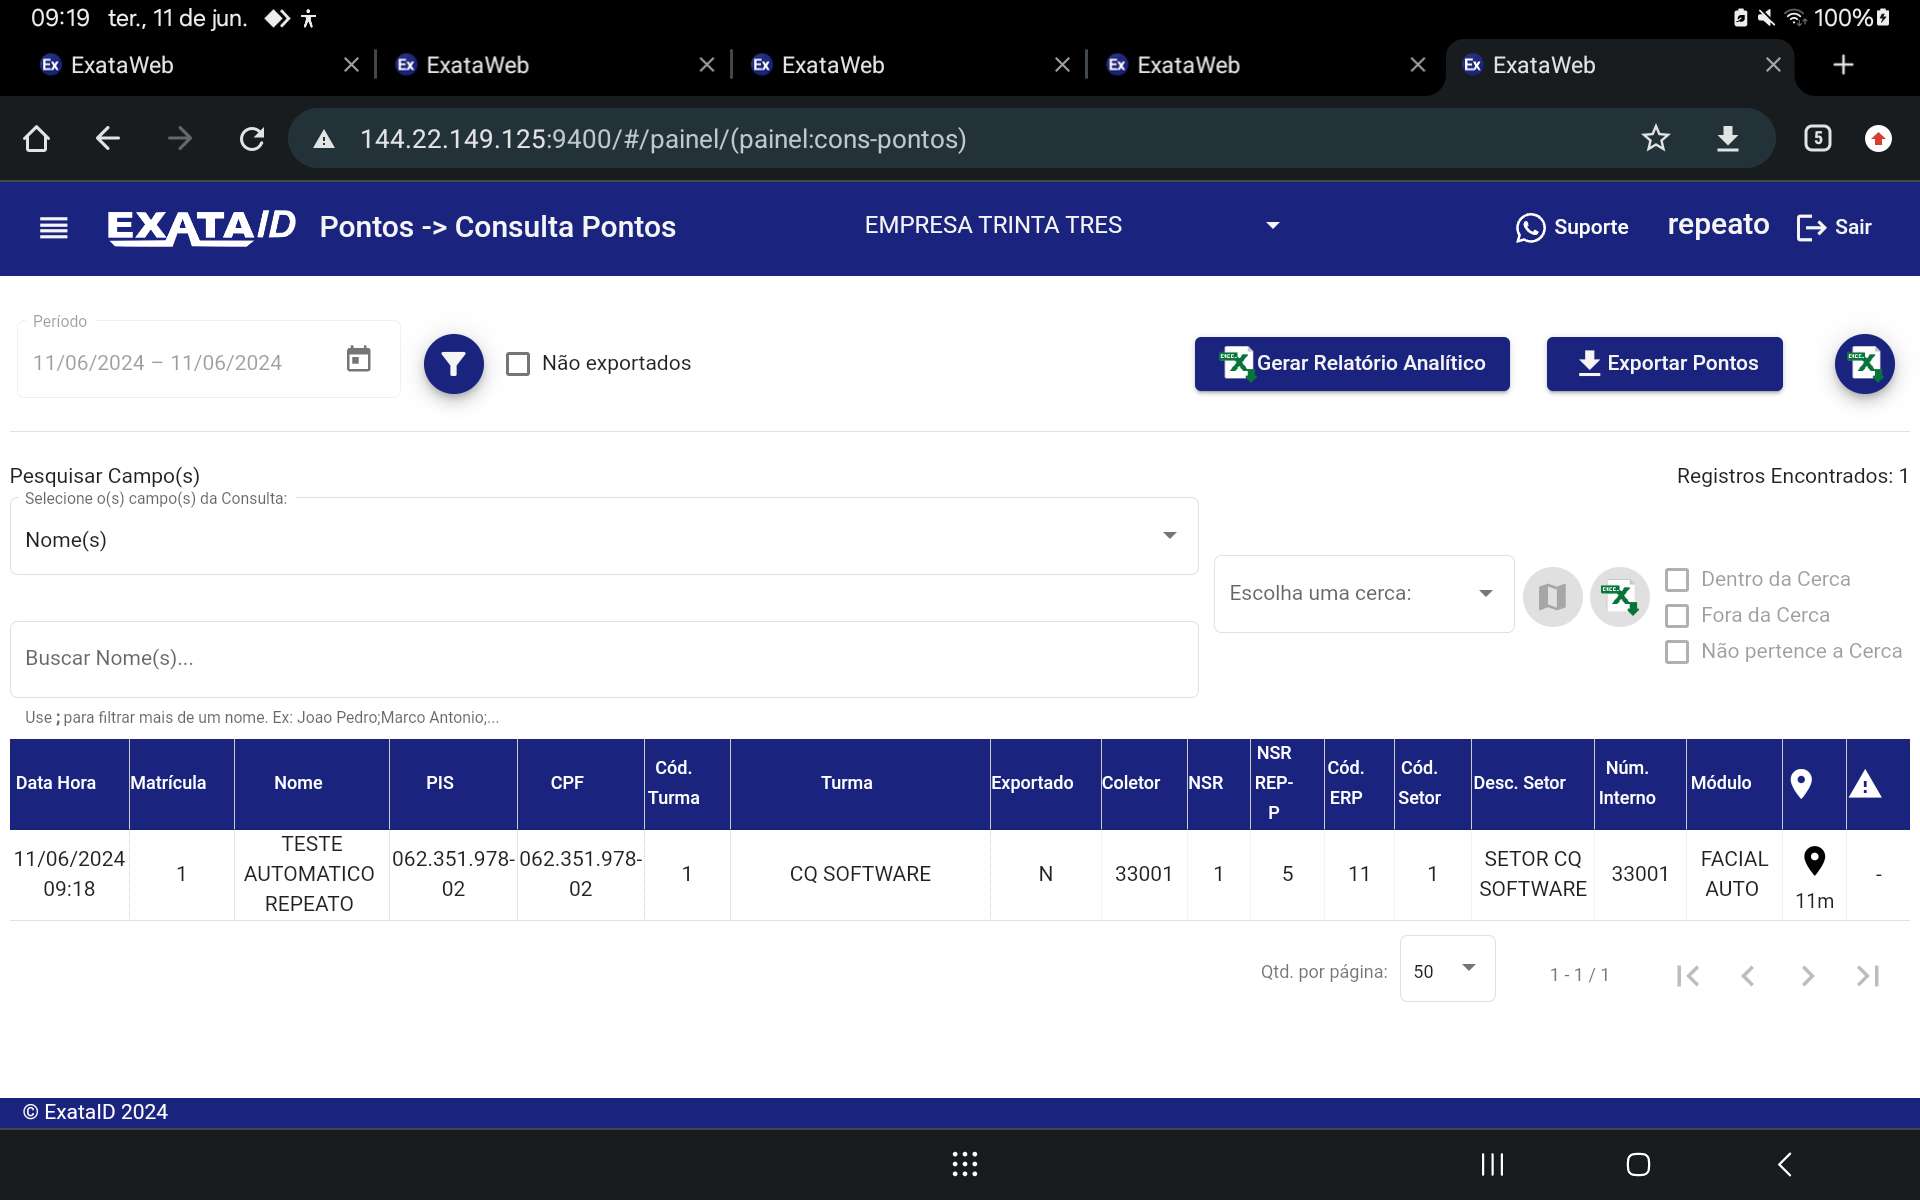 09:19 ter., 11 de jun. 100%
Ex ExataWeb Ex ExataWeb Ex ExataWeb Ex ExataWeb Ex ExataWeb
144.22.149.125:9400/#/painel/(painel:cons-pontos) 5
EXATAID Pontos -> Consulta Pontos EMPRESA TRINTA TRES Suporte repeato Sair
Período
11/06/2024 – 11/06/2024 Não exportados Gerar Relatório Analítico Exportar Pontos
Pesquisar Campo(s) Registros Encontrados: 1
Selecione o(s) campo(s) da Consulta:
Nome(s)
Escolha uma cerca:
Dentro da Cerca
Fora da Cerca
Não pertence a Cerca
Buscar Nome(s)...
Use ; para filtrar mais de um nome. Ex: Joao Pedro;Marco Antonio;...
Data Hora Matrícula Nome PIS CPF Cód. Turma Turma Exportado Coletor NSR NSR REP-P Cód. ERP Cód. Setor Desc. Setor Núm. Interno Módulo
11/06/2024 09:18 1 TESTE AUTOMATICO REPEATO 062.351.978-02 062.351.978-02 1 CQ SOFTWARE N 33001 1 5 11 1 SETOR CQ SOFTWARE 33001 FACIAL AUTO 11m -
Qtd. por página: 50 1 - 1 / 1
© ExataID 2024